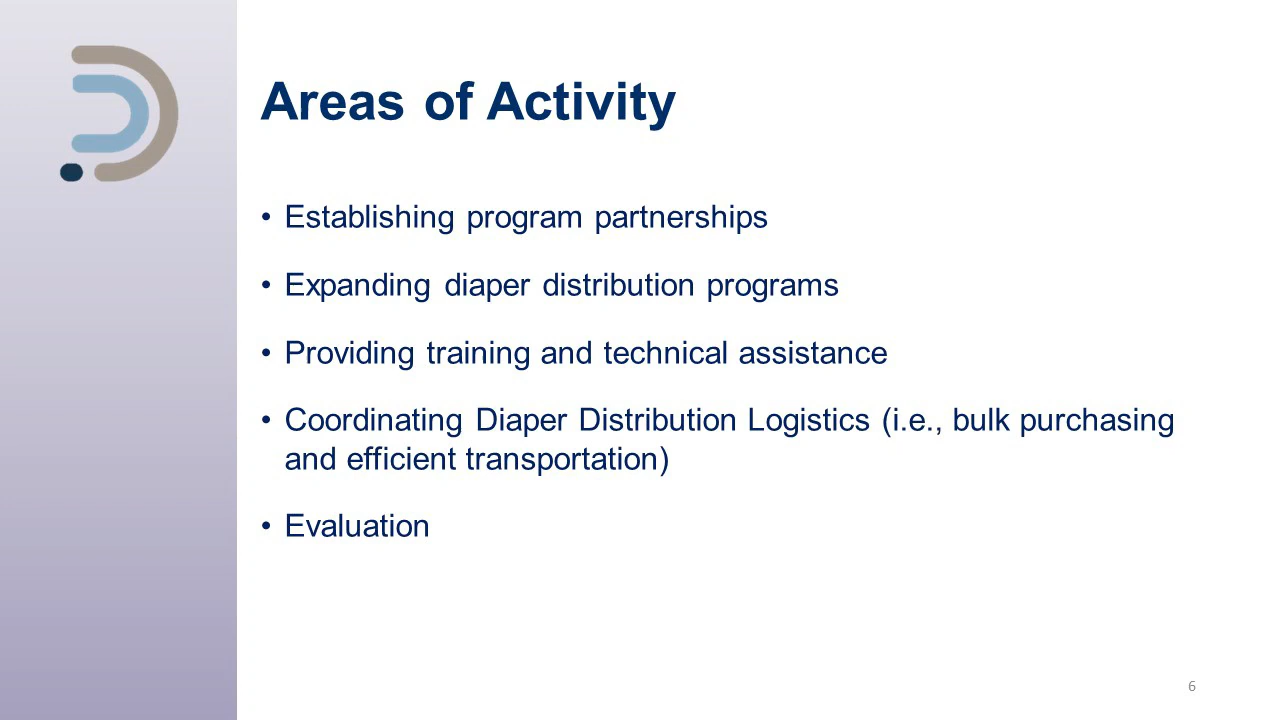 Areas of Activity
• Establishing program partnerships
• Expanding diaper distribution programs
• Providing training and technical assistance
• Coordinating Diaper Distribution Logistics (i.e., bulk purchasing
and efficient transportation)
• Evaluation
6